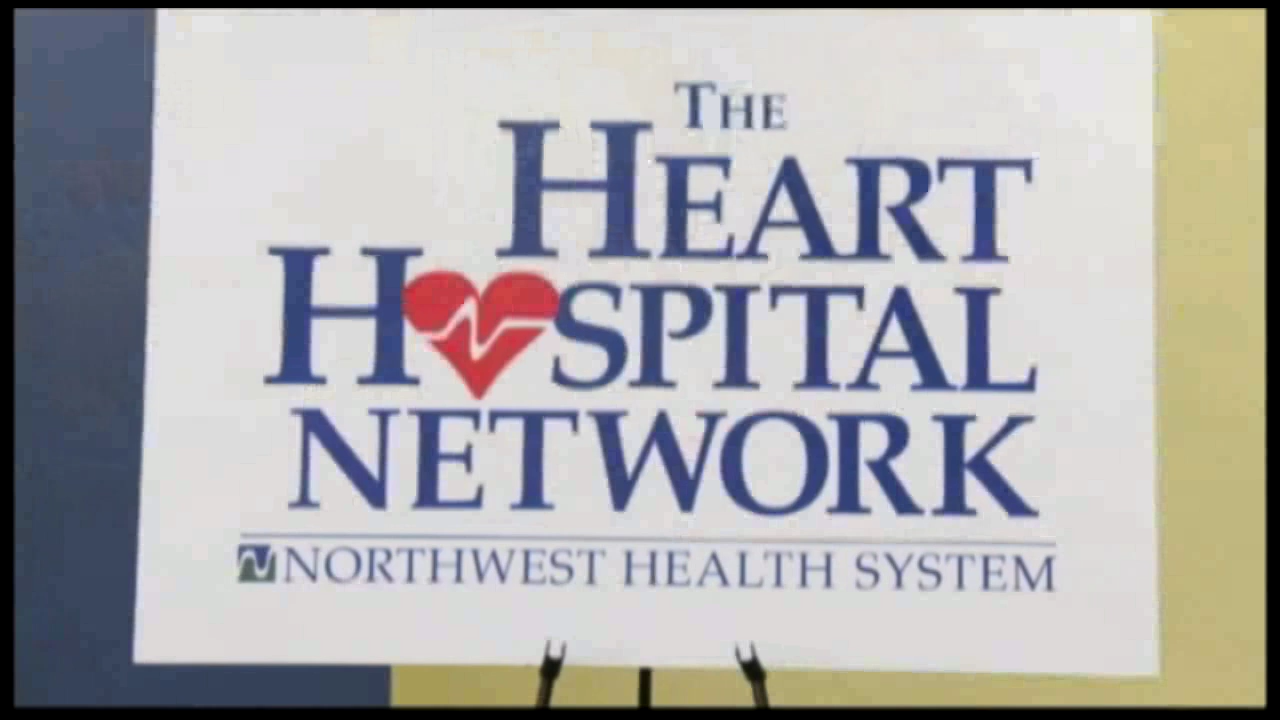 THE
HEART
HOSPITAL
NETWORK
NORTHWEST HEALTH SYSTEM